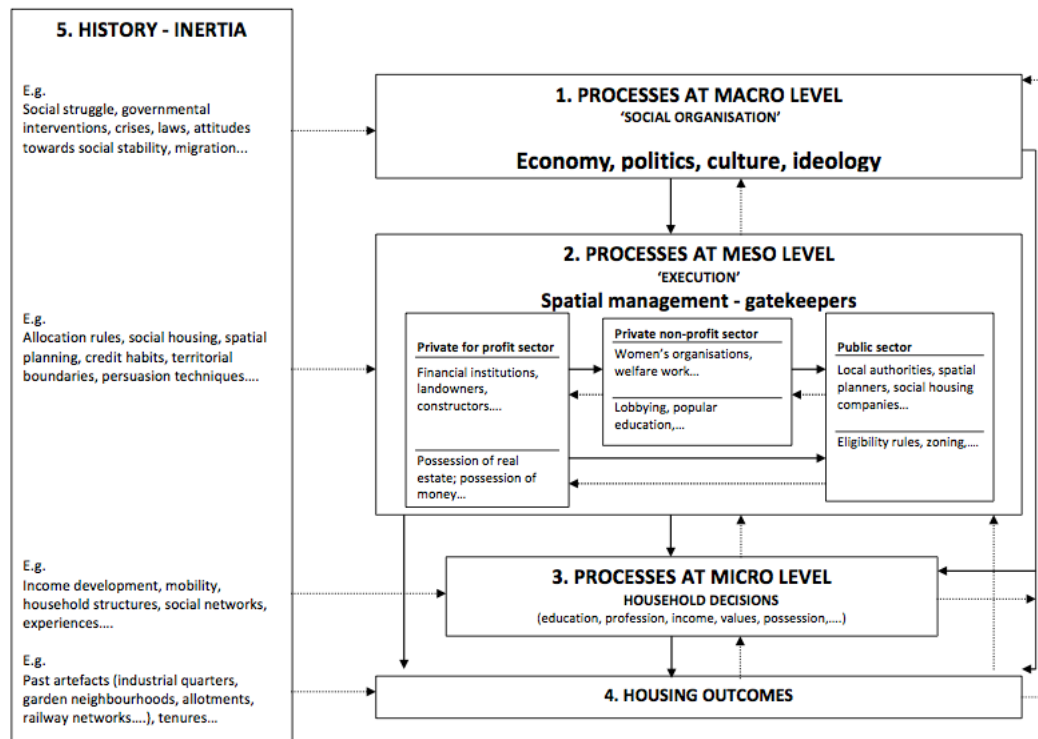 5. HISTORY - INERTIA
E.g.
Social struggle, governmental
interventions, crises, laws, attitudes
towards social stability, migration...
E.g.
Allocation rules, social housing, spatial
planning, credit habits, territorial
boundaries, persuasion techniques....
E.g.
Income development, mobility,
household structures, social networks,
experiences....
E.g.
Past artefacts (industrial quarters,
garden neighbourhoods, allotments,
railway networks....), tenures...
1. PROCESSES AT MACRO LEVEL
‘SOCIAL ORGANISATION’
Economy, politics, culture, ideology
2. PROCESSES AT MESO LEVEL
‘EXECUTION’
Spatial management - gatekeepers
Private for profit sector
Financial institutions,
landowners,
constructors....
Possession of real
estate; possession of
money...
Private non-profit sector
Women’s organisations,
welfare work...
Lobbying, popular
education,...
Public sector
Local authorities, spatial
planners, social housing
companies...
Eligibility rules, zoning,....
3. PROCESSES AT MICRO LEVEL
HOUSEHOLD DECISIONS
(education, profession, income, values, possession,....)
4. HOUSING OUTCOMES